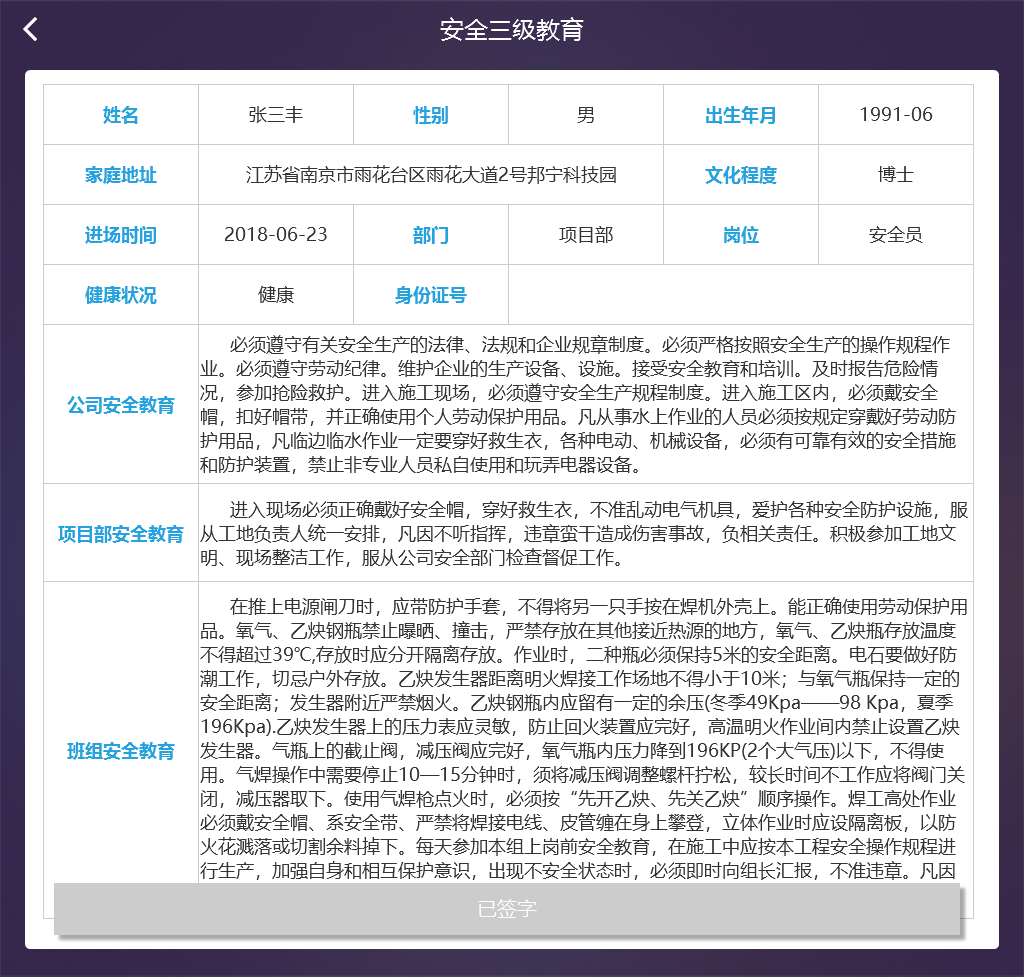 安全三级教育
姓名 张三丰 性别 男 出生年月 1991-06
家庭地址 江苏省南京市雨花台区雨花大道2号邦宁科技园 文化程度 博士
进场时间 2018-06-23 部门 项目部 岗位 安全员
健康状况 健康 身份证号
公司安全教育
必须遵守有关安全生产的法律、法规和企业规章制度。必须严格按照安全生产的操作规程作
业。必须遵守劳动纪律。维护企业的生产设备、设施。接受安全教育和培训。及时报告危险情
况，参加抢险救护。进入施工现场，必须遵守安全生产规程制度。进入施工区内，必须戴安全
帽，扣好帽带，并正确使用个人劳动保护用品。凡从事水上作业的人员必须按规定穿戴好劳动防
护用品，凡临边临水作业一定要穿好救生衣，各种电动、机械设备，必须有可靠有效的安全措施
和防护装置，禁止非专业人员私自使用和玩弄电器设备。
项目部安全教育
进入现场必须正确戴好安全帽，穿好救生衣，不准乱动电气机具，爱护各种安全防护设施，服
从工地负责人统一安排，凡因不听指挥，违章蛮干造成伤害事故，负相关责任。积极参加工地文
明、现场整洁工作，服从公司安全部门检查督促工作。
班组安全教育
在推上电源闸刀时，应带防护手套，不得将另一只手按在焊机外壳上。能正确使用劳动保护用
品。氧气、乙炔钢瓶禁止曝晒、撞击，严禁存放在其他接近热源的地方，氧气、乙炔瓶存放温度
不得超过39℃,存放时应分开隔离存放。作业时，二种瓶必须保持5米的安全距离。电石要做好防
潮工作，切忌户外存放。乙炔发生器距离明火焊接工作场地不得小于10米；与氧气瓶保持一定的
安全距离；发生器附近严禁烟火。乙炔钢瓶内应留有一定的余压(冬季49Kpa——98 Kpa，夏季
196Kpa).乙炔发生器上的压力表应灵敏，防止回火装置应完好，高温明火作业间内禁止设置乙炔
发生器。气瓶上的截止阀，减压阀应完好，氧气瓶内压力降到196KP(2个大气压)以下，不得使
用。气焊操作中需要停止10—15分钟时，须将减压阀调整螺杆拧松，较长时间不工作应将阀门关
闭，减压器取下。使用气焊枪点火时，必须按“先开乙炔、先关乙炔”顺序操作。焊工高处作业
必须戴安全帽、系安全带、严禁将焊接电线、皮管缠在身上攀登，立体作业时应设隔离板，以防
火花溅落或切割余料掉下。每天参加本组上岗前安全教育，在施工中应按本工程安全操作规程进
行生产，加强自身和相互保护意识，出现不安全状态时，必须即时向组长汇报，不准违章。凡因
已签字